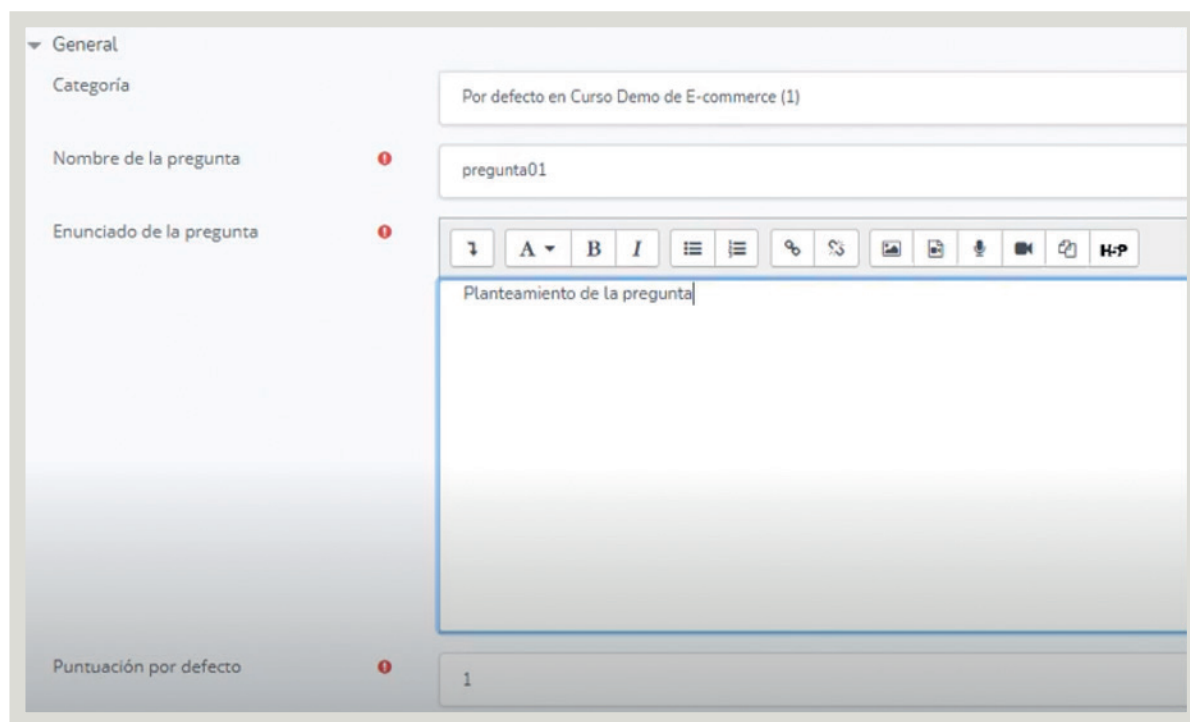 General
Categoría
Por defecto en Curso Demo de E-commerce (1)
Nombre de la pregunta
pregunta01
Enunciado de la pregunta
A B I H-P
Planteamiento de la pregunta
Puntuación por defecto
1